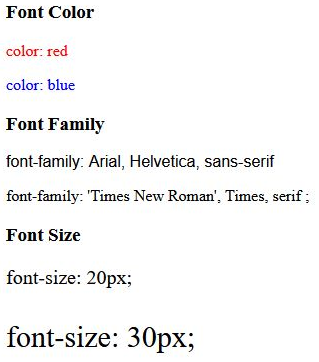 Font Color
color: red
color: blue
Font Family
font-family: Arial, Helvetica, sans-serif
font-family: 'Times New Roman', Times, serif ;
Font Size
font-size: 20px;
font-size: 30px;